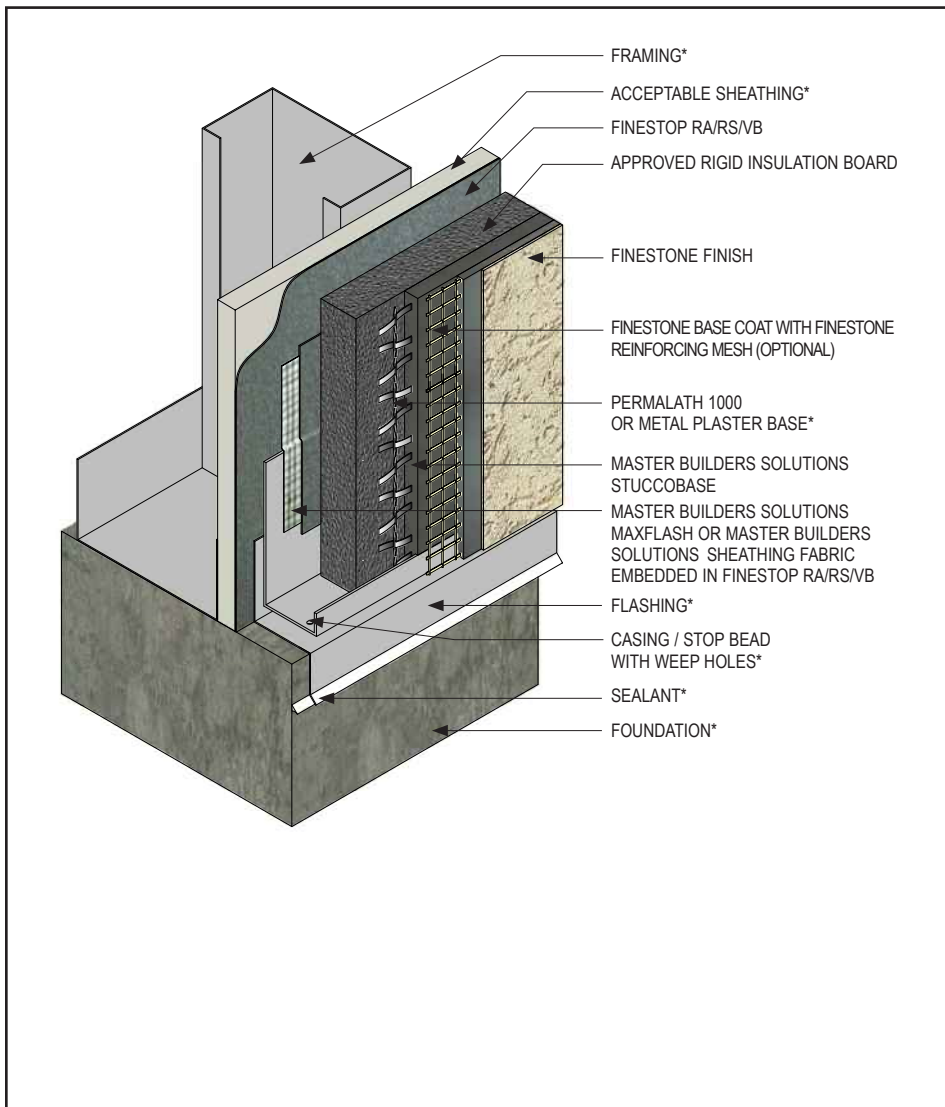 FRAMING*
ACCEPTABLE SHEATHING*
FINESTOP RA/RS/VB
APPROVED RIGID INSULATION BOARD
FINESTONE FINISH
FINESTONE BASE COAT WITH FINESTONE
REINFORCING MESH (OPTIONAL)
PERMALATH 1000
OR METAL PLASTER BASE*
MASTER BUILDERS SOLUTIONS
STUCCOBASE
MASTER BUILDERS SOLUTIONS
MAXFLASH OR MASTER BUILDERS
SOLUTIONS SHEATHING FABRIC
EMBEDDED IN FINESTOP RA/RS/VB
FLASHING*
CASING / STOP BEAD
WITH WEEP HOLES*
SEALANT*
FOUNDATION*